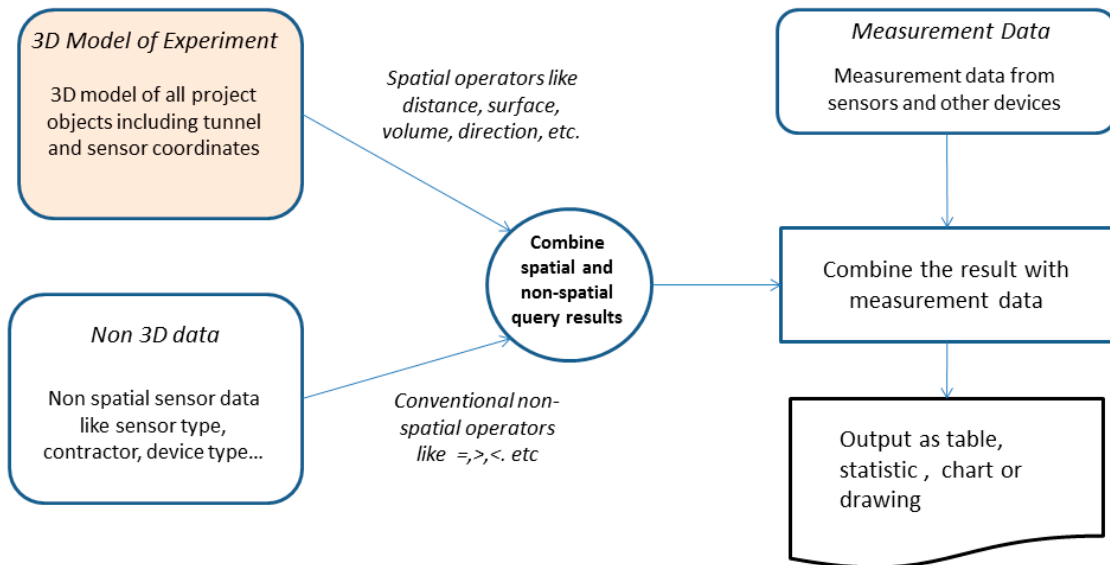 3D Model of Experiment
3D model of all project
objects including tunnel
and sensor coordinates
Spatial operators like
distance, surface,
volume, direction, etc.
Measurement Data
Measurement data from
sensors and other devices
Combine
spatial and
non-spatial
query results
Combine the result with
measurement data
Non 3D data
Non spatial sensor data
like sensor type,
contractor, device type...
Conventional non-
spatial operators
like =,>,<. etc
Output as table,
statistic , chart or
drawing